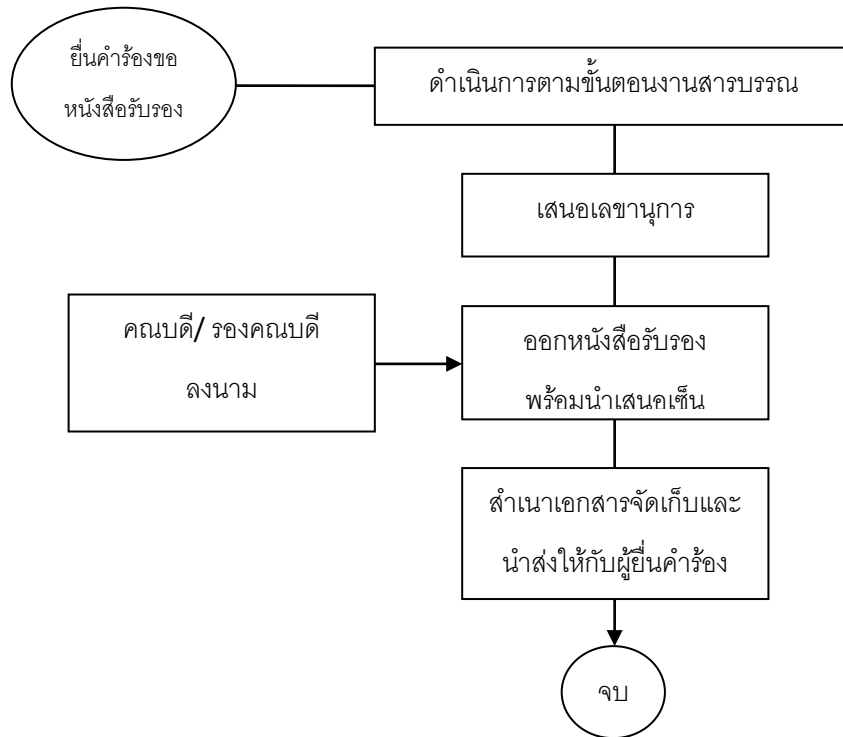 ยื่นคำร้องขอ
หนังสือรับรอง
ดำเนินการตามขั้นตอนงานสารบรรณ
เสนอเลขานุการ
คณบดี/ รองคณบดี
ลงนาม
ออกหนังสือรับรอง
พร้อมนำเสนอเซ็น
สำเนาเอกสารจัดเก็บและ
นำส่งให้กับผู้ยื่นคำร้อง
จบ